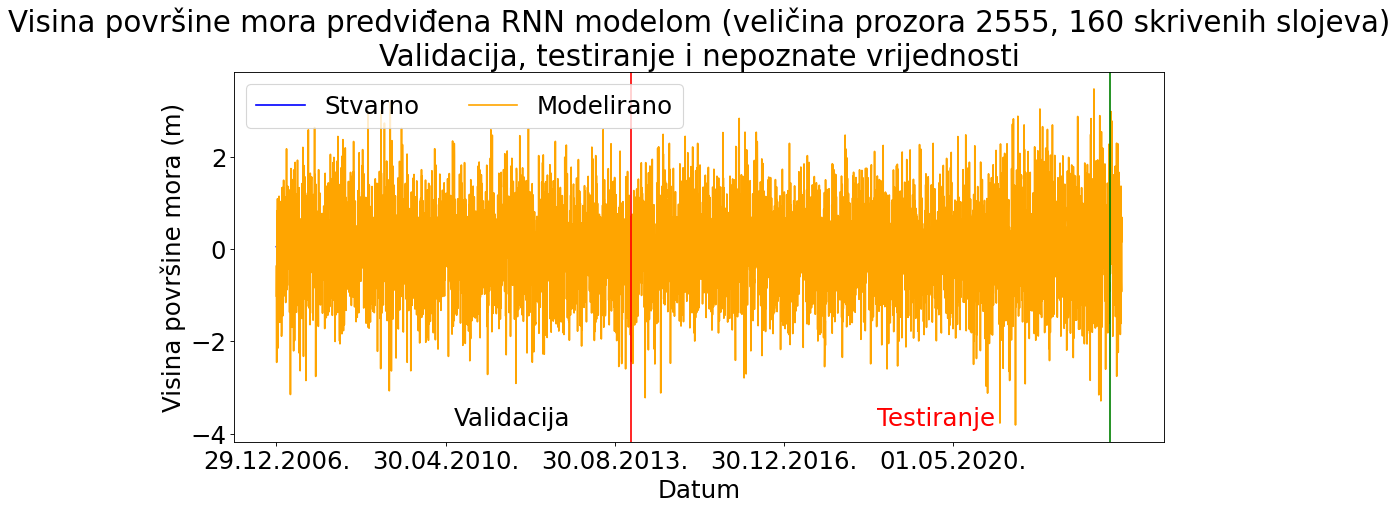 Visina površine mora predviđena RNN modelom (veličina prozora 2555, 160 skrivenih slojeva)
Validacija, testiranje i nepoznate vrijednosti
Stvarno Modelirano
Visina površine mora (m)
2
0
−2
−4
Validacija Testiranje
29.12.2006. 30.04.2010. 30.08.2013. 30.12.2016. 01.05.2020.
Datum